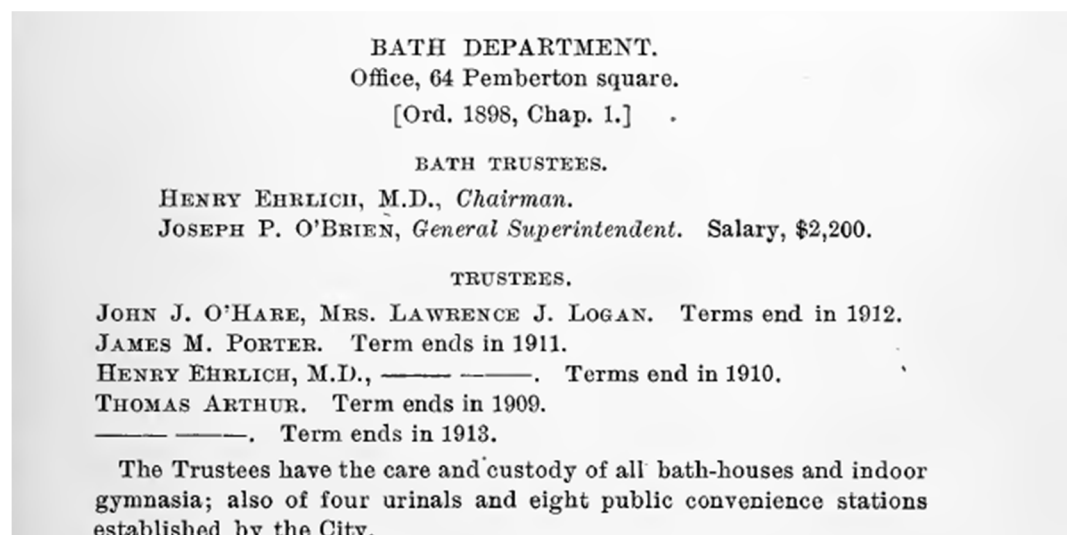 BATH DEPARTMENT.
Office, 64 Pemberton square.
[Ord. 1898, Chap. 1.]
BATH TRUSTEES.
HENRY EHRLICH, M.D., Chairman.
JOSEPH P. O'BRIEN, General Superintendent. Salary, $2,200.
TRUSTEES.
JOHN J. O'HARE, MRS. LAWRENCE J. LOGAN. Terms end in 1912.
JAMES M. PORTER. Term ends in 1911.
HENRY EHRLICH, M.D., —— ——. Terms end in 1910.
THOMAS ARTHUR. Term ends in 1909.
—— ——. Term ends in 1913.
The Trustees have the care and custody of all bath-houses and indoor
gymnasia; also of four urinals and eight public convenience stations
established by the City.